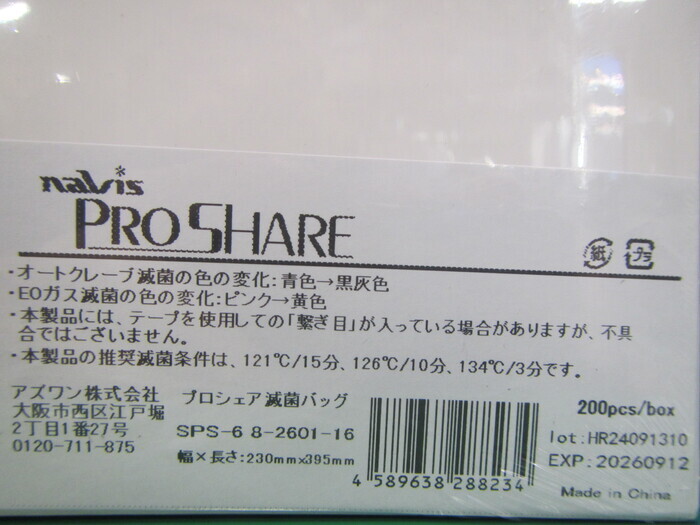 navis
PRO SHARE
紙 プラ
・オートクレーブ滅菌の色の変化:青色→黒灰色
・EOガス滅菌の色の変化:ピンク→黄色
・本製品には、テープを使用しての「繋ぎ目」が入っている場合がありますが、不具
合ではございません。
・本製品の推奨滅菌条件は、121℃/15分、126℃/10分、134℃/3分です。
アズワン株式会社
大阪市西区江戸堀
2丁目1番27号
0120-711-875
プロシェア滅菌バッグ
SPS-6 8-2601-16
幅×長さ:230mm×395mm
4 589638 288234
200pcs/box
lot:HR24091310
EXP:20260912
Made in China